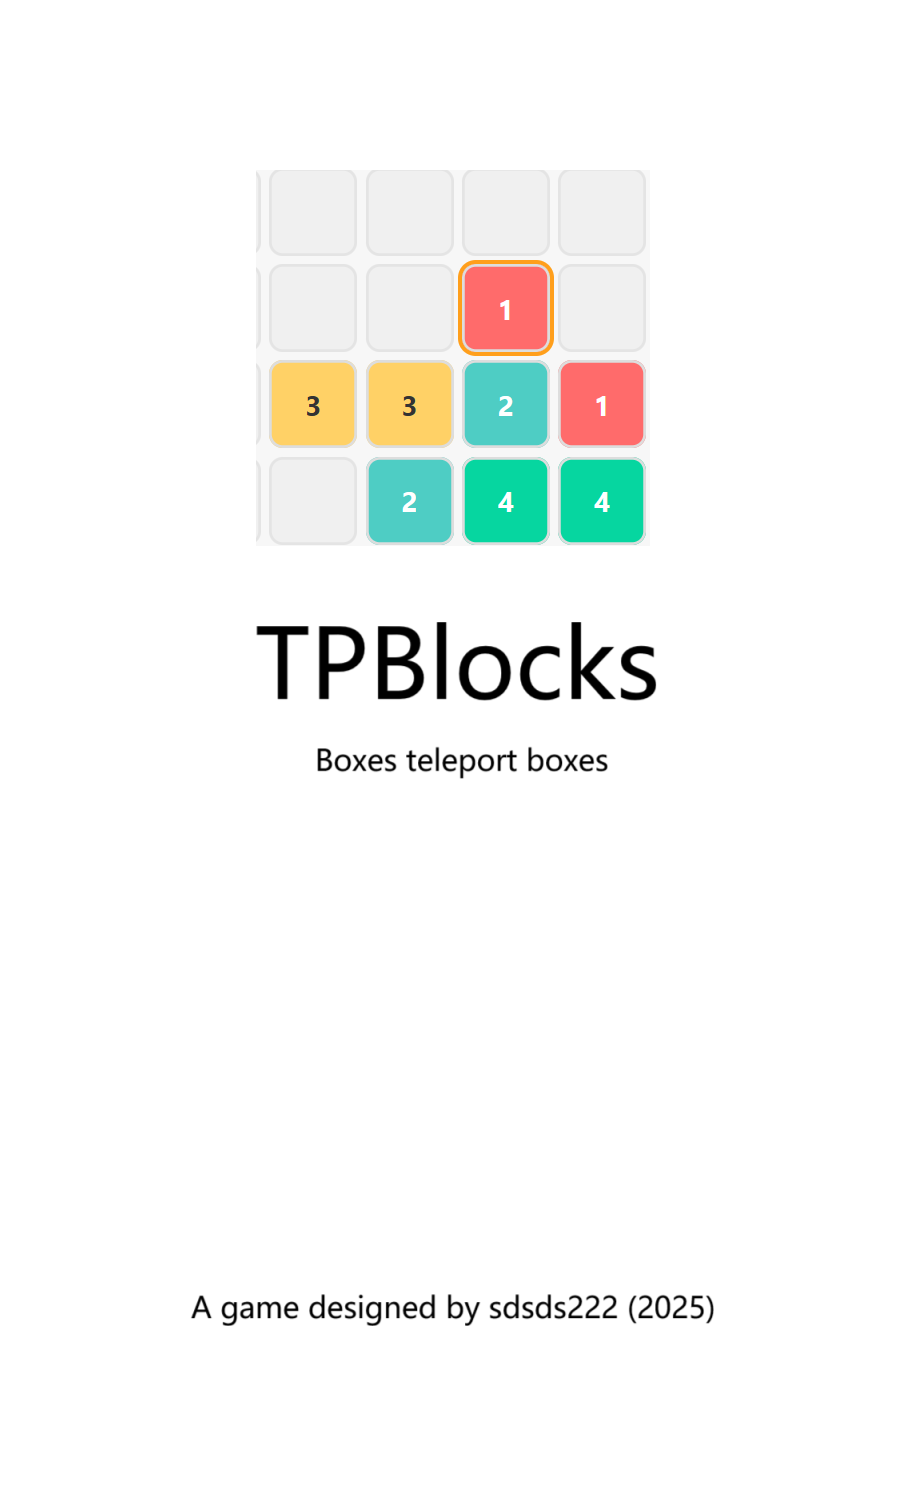 1
3 3 2 1
2 4 4
TPBlocks
Boxes teleport boxes
A game designed by sdsds222 (2025)